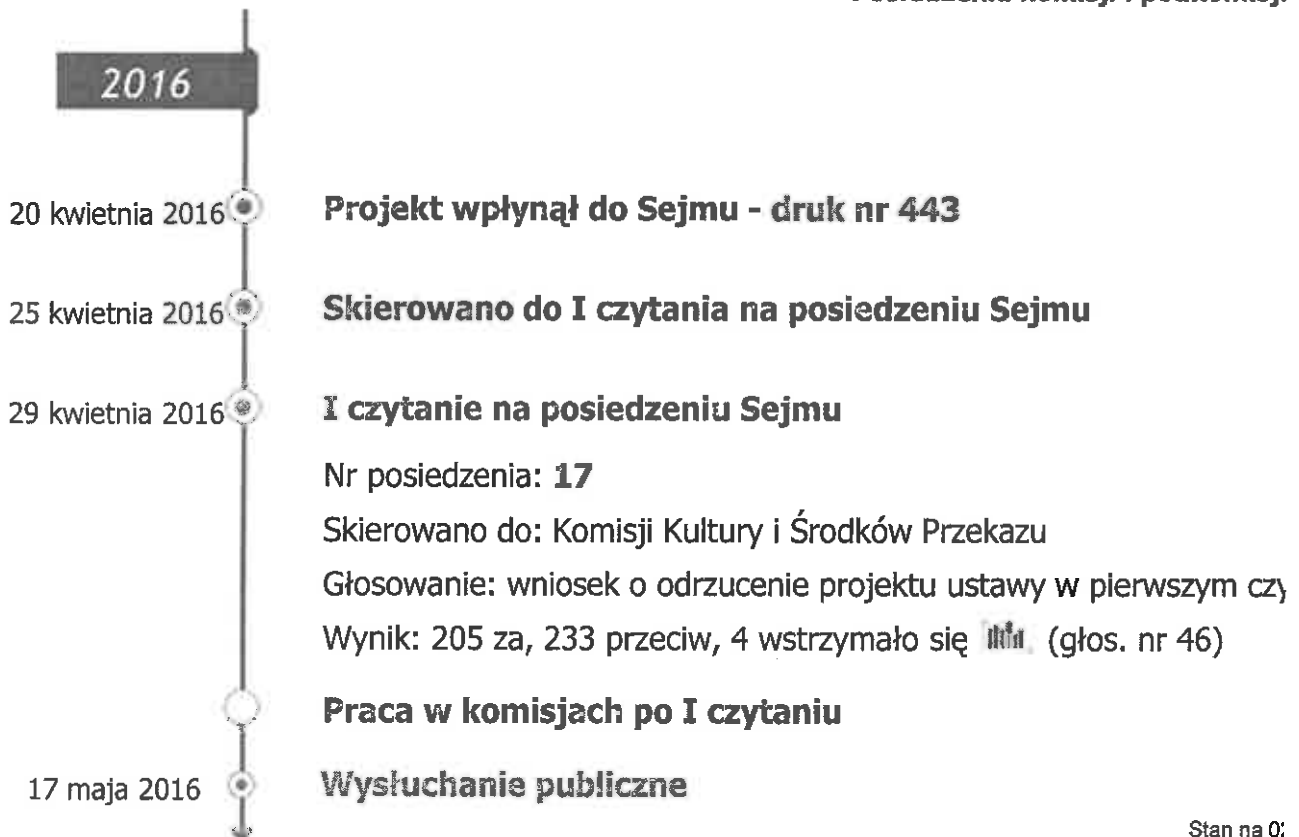 2016
20 kwietnia 2016 Projekt wpłynął do Sejmu - druk nr 443
25 kwietnia 2016 Skierowano do I czytania na posiedzeniu Sejmu
29 kwietnia 2016 I czytanie na posiedzeniu Sejmu
Nr posiedzenia: 17
Skierowano do: Komisji Kultury i Środków Przekazu
Głosowanie: wniosek o odrzucenie projektu ustawy w pierwszym
Wynik: 205 za, 233 przeciw, 4 wstrzymało się (głos. nr 46)
Praca w komisjach po I czytaniu
17 maja 2016 Wysłuchanie publiczne
Stan na